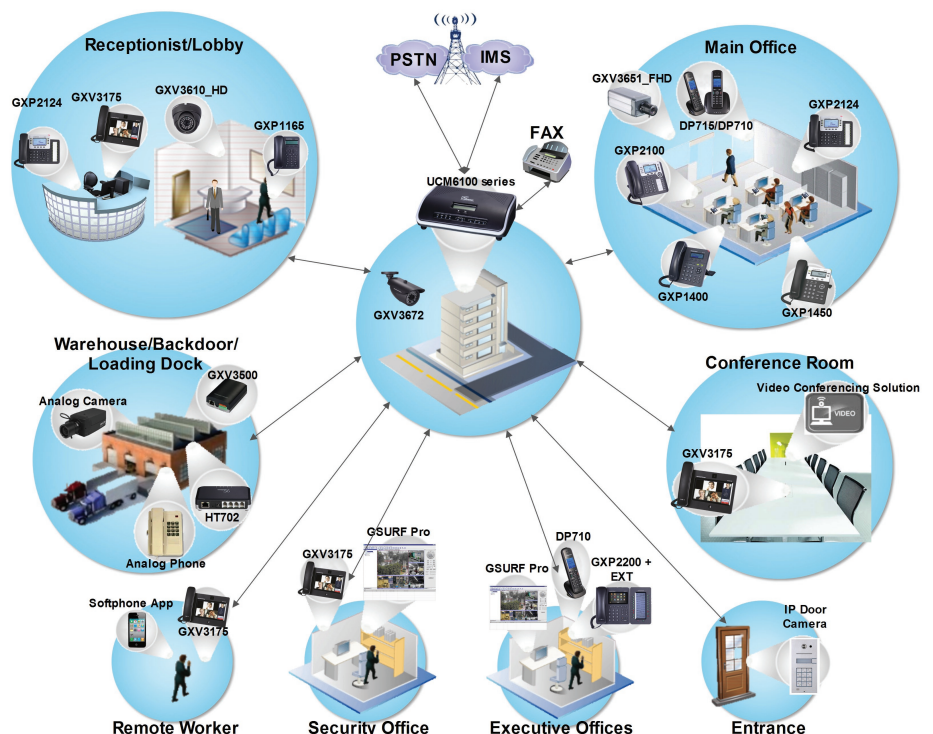 Receptionist/Lobby
GXP2124
GXV3175
GXV3610_HD
GXP1165
PSTN
IMS
FAX
UCM6100 series
Main Office
GXV3651_FHD
DP715/DP710
GXP2124
GXP2100
GXP1400
GXP1450
GXV3672
Warehouse/Backdoor/
Loading Dock
Analog Camera
GXV3500
HT702
Analog Phone
Conference Room
Video Conferencing Solution
VIDEO
GXV3175
Softphone App
GXV3175
Remote Worker
GXV3175
GSURF Pro
Security Office
GSURF Pro
DP710
GXP2200 +
EXT
Executive Offices
IP Door
Camera
Entrance